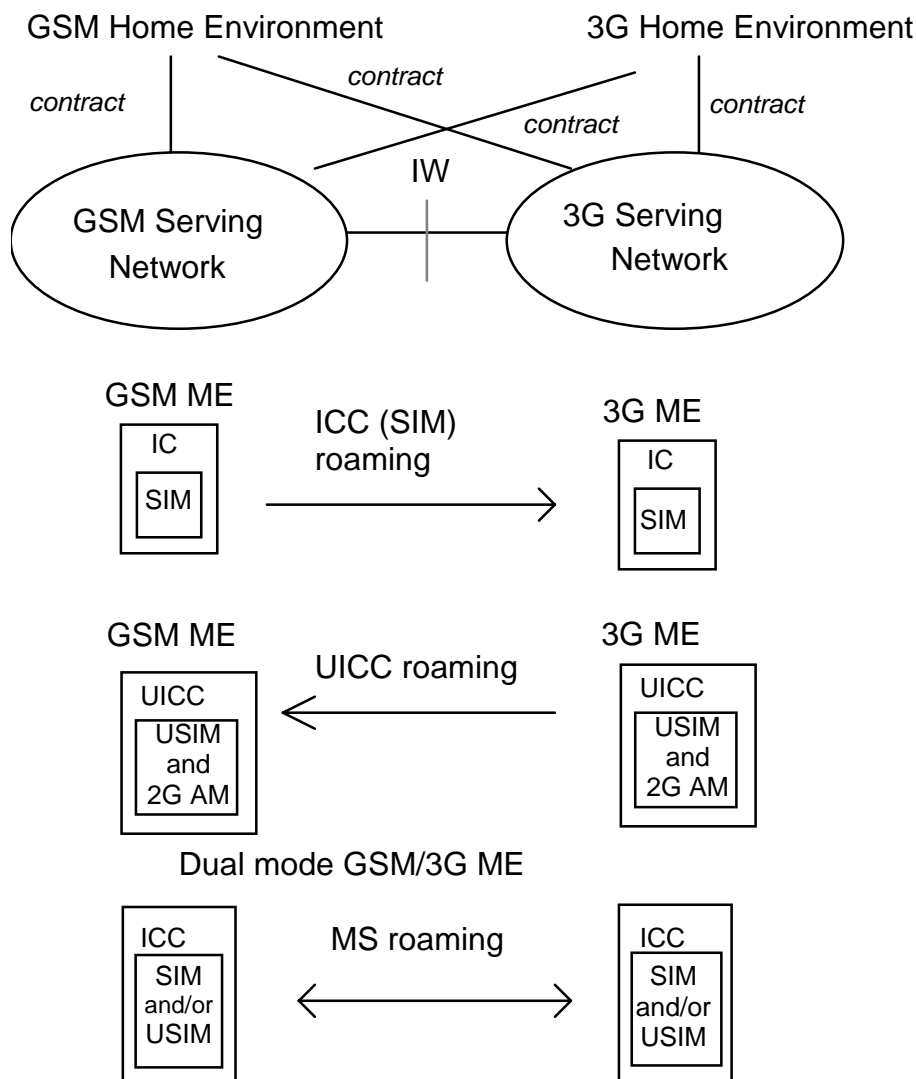 GSM Home Environment
3G Home Environment
contract
contract
contract
contract
IW
GSM Serving
Network
3G Serving
Network
GSM ME
IC
SIM
ICC (SIM)
roaming
3G ME
IC
SIM
GSM ME
UICC
USIM
and
2G AM
UICC roaming
3G ME
UICC
USIM
and
2G AM
Dual mode GSM/3G ME
ICC
SIM
and/or
USIM
MS roaming
ICC
SIM
and/or
USIM